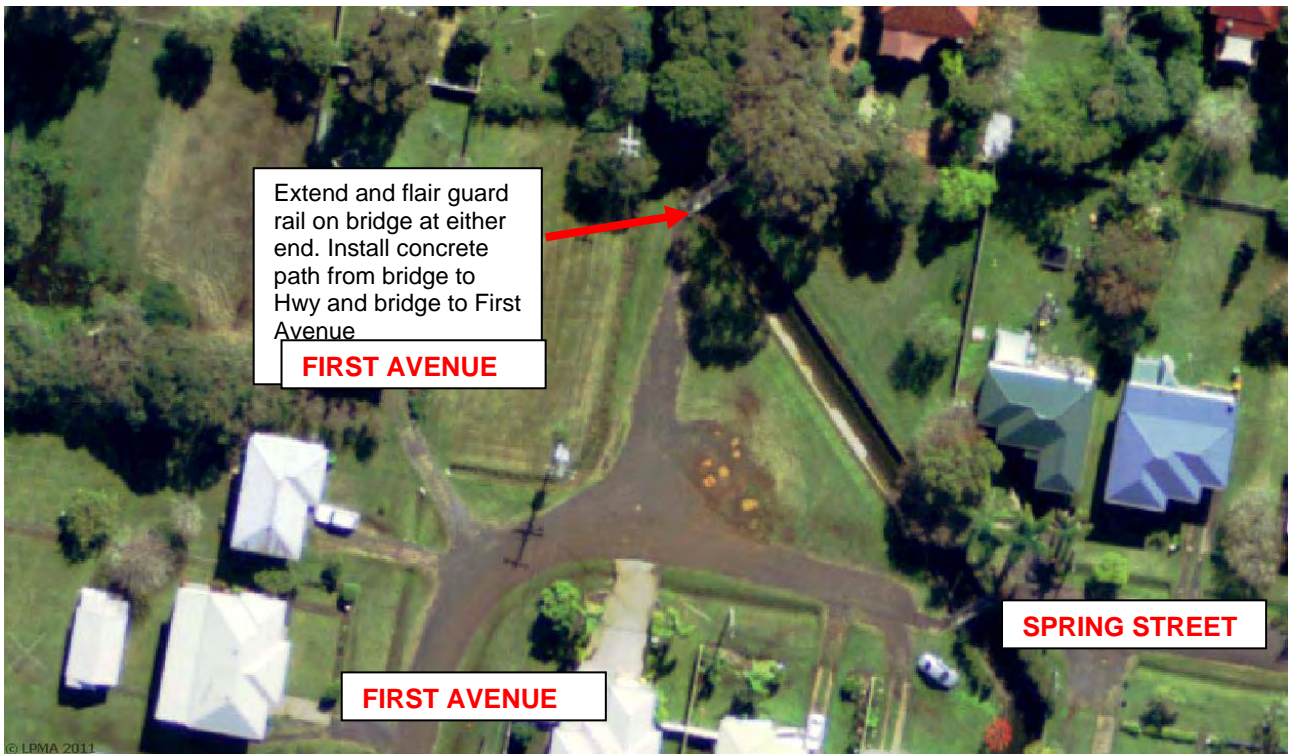 Extend and flair guard
rail on bridge at either
end. Install concrete
path from bridge to
Hwy and bridge to First
Avenue
FIRST AVENUE
SPRING STREET
FIRST AVENUE
© LPMA 2011